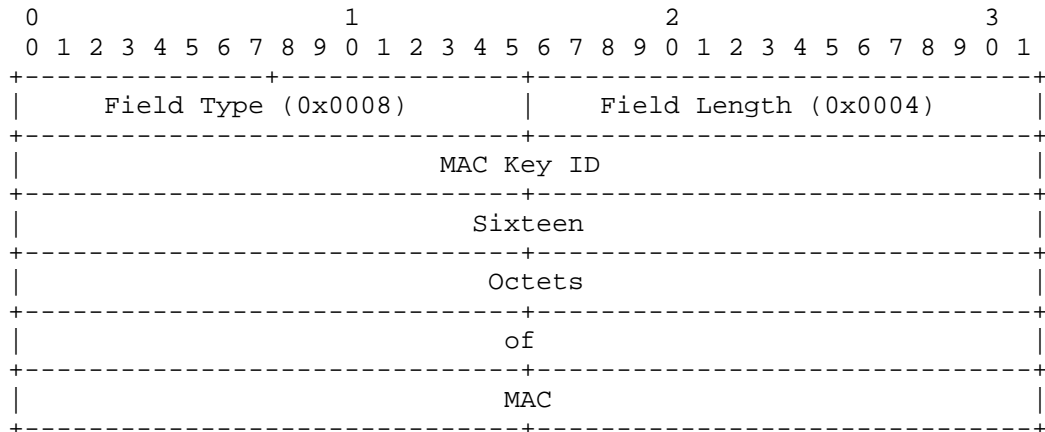 0                   1                   2                   3
0 1 2 3 4 5 6 7 8 9 0 1 2 3 4 5 6 7 8 9 0 1 2 3 4 5 6 7 8 9 0 1
+---------------+---------------+-------------------------------+
|     Field Type (0x0008)       |    Field Length (0x0004)      |
+-------------------------------+-------------------------------+
|                          MAC Key ID                           |
+-------------------------------+-------------------------------+
|                            Sixteen                            |
+-------------------------------+-------------------------------+
|                             Octets                            |
+-------------------------------+-------------------------------+
|                              of                               |
+-------------------------------+-------------------------------+
|                              MAC                              |
+-------------------------------+-------------------------------+